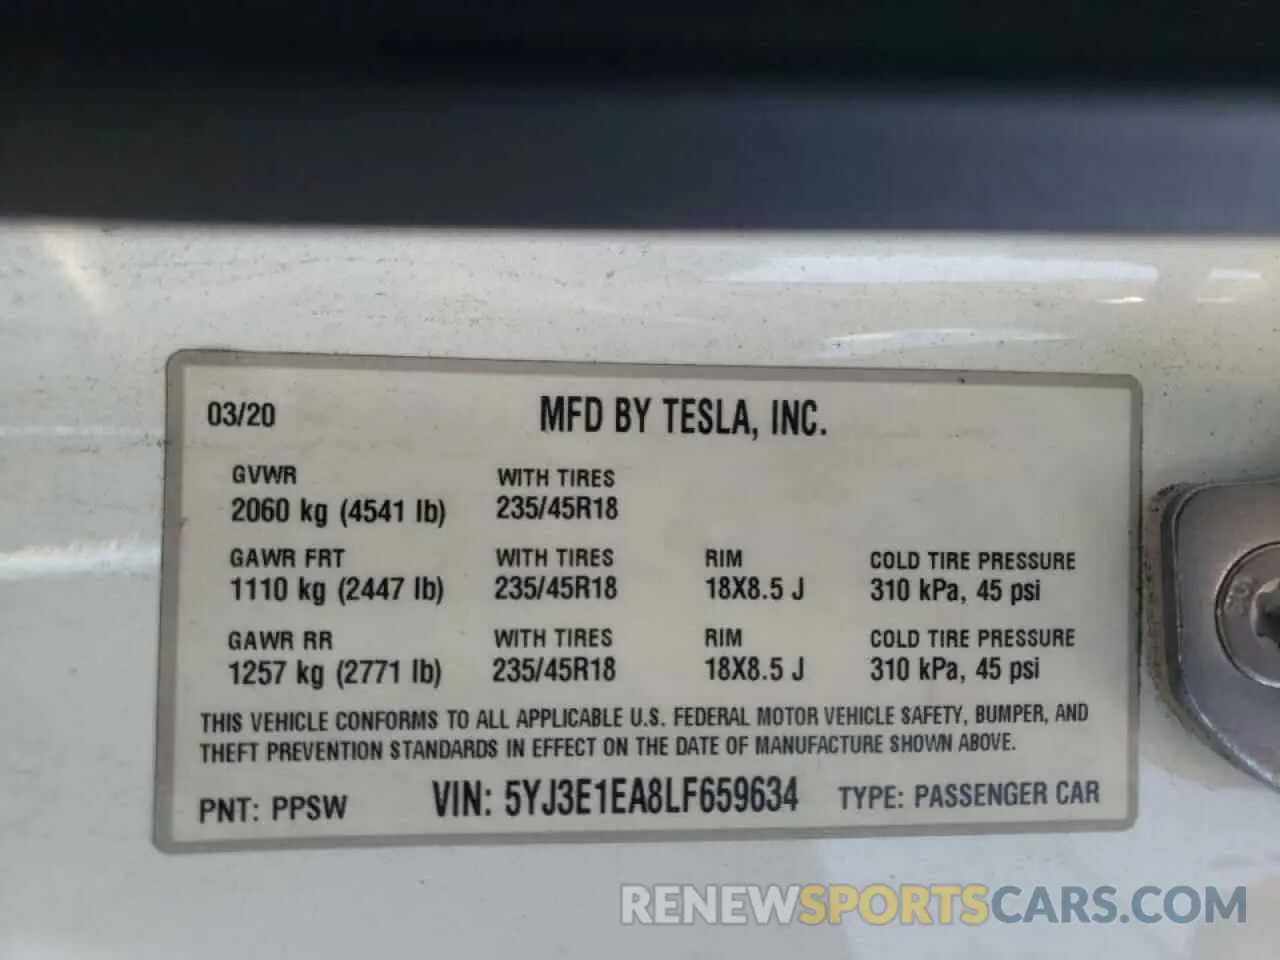 03/20 MFD BY TESLA, INC.
GVWR WITH TIRES
2060 kg (4541 lb) 235/45R18
GAWR FRT WITH TIRES RIM COLD TIRE PRESSURE
1110 kg (2447 lb) 235/45R18 18X8.5 J 310 kPa, 45 psi
GAWR RR WITH TIRES RIM COLD TIRE PRESSURE
1257 kg (2771 lb) 235/45R18 18X8.5 J 310 kPa, 45 psi
THIS VEHICLE CONFORMS TO ALL APPLICABLE U.S. FEDERAL MOTOR VEHICLE SAFETY, BUMPER, AND
THEFT PREVENTION STANDARDS IN EFFECT ON THE DATE OF MANUFACTURE SHOWN ABOVE.
PNT: PPSW VIN: 5YJ3E1EA8LF659634 TYPE: PASSENGER CAR
RENEWSPORTSCARS.COM